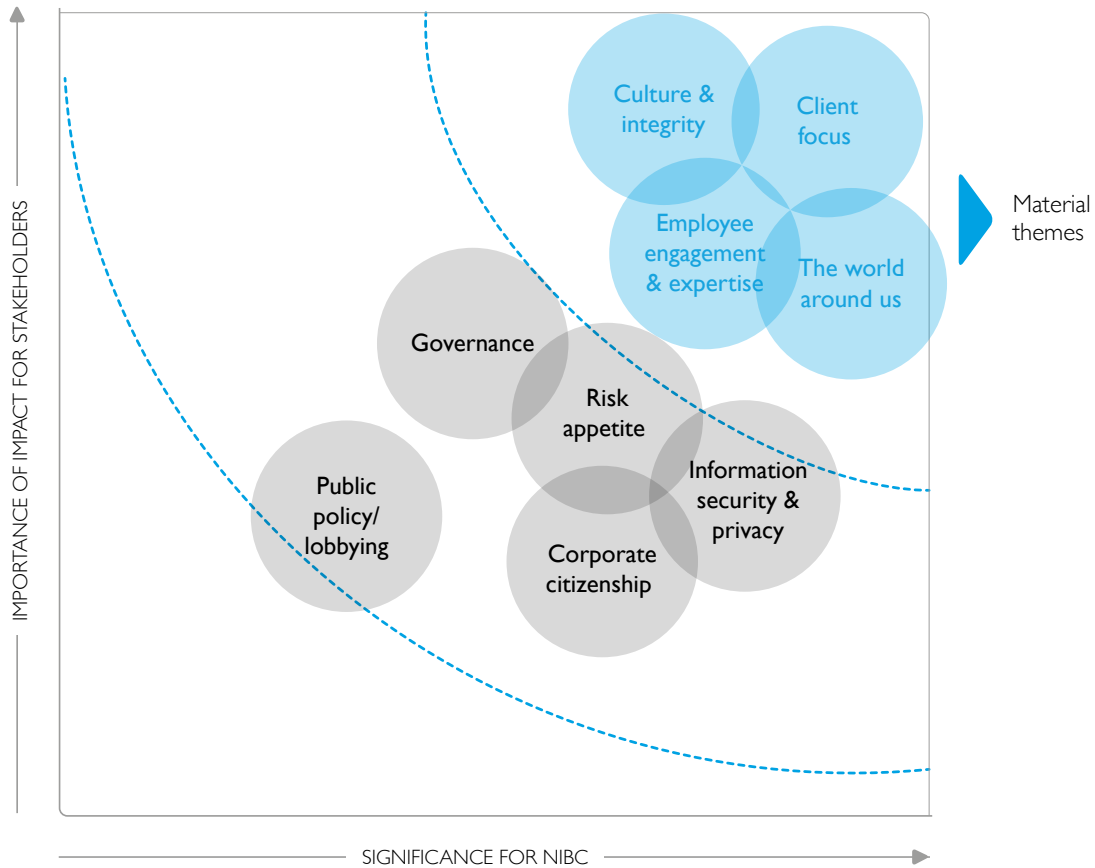 IMPORTANCE OF IMPACT FOR STAKEHOLDERS
Culture &
integrity
Client
focus
Employee
engagement
& expertise
The world
around us
Material
themes
Governance
Risk
appetite
Information
security &
privacy
Public
policy/
lobbying
Corporate
citizenship
SIGNIFICANCE FOR NIBC